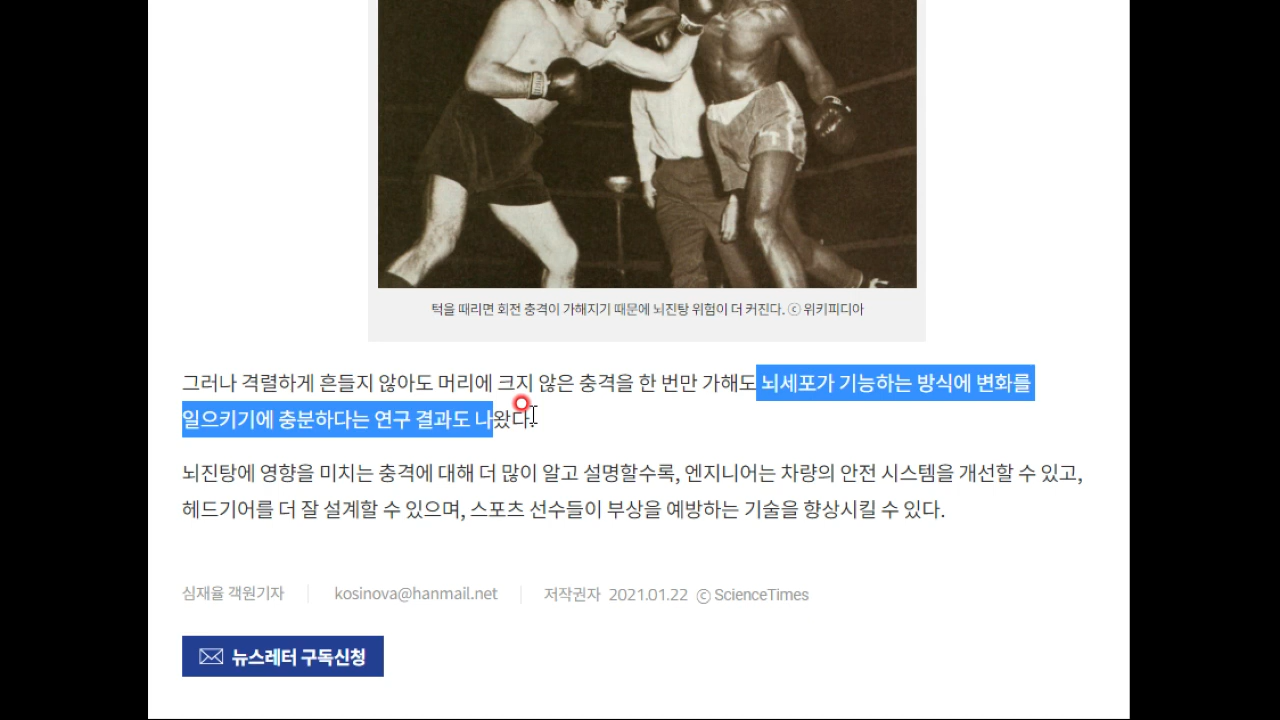 턱을 때리면 회전 충격이 가해지기 때문에 뇌진탕 위험이 더 커진다. ⓒ 위키피디아
그러나 격렬하게 흔들지 않아도 머리에 크지 않은 충격을 한 번만 가해도 뇌세포가 기능하는 방식에 변화를
일으키기에 충분하다는 연구 결과도 나왔다.
뇌진탕에 영향을 미치는 충격에 대해 더 많이 알고 설명할수록, 엔지니어는 차량의 안전 시스템을 개선할 수 있고,
헤드기어를 더 잘 설계할 수 있으며, 스포츠 선수들이 부상을 예방하는 기술을 향상시킬 수 있다.
심재율 객원기자 kosinova@hanmail.net 저작권자 2021.01.22 ⓒ ScienceTimes
뉴스레터 구독신청